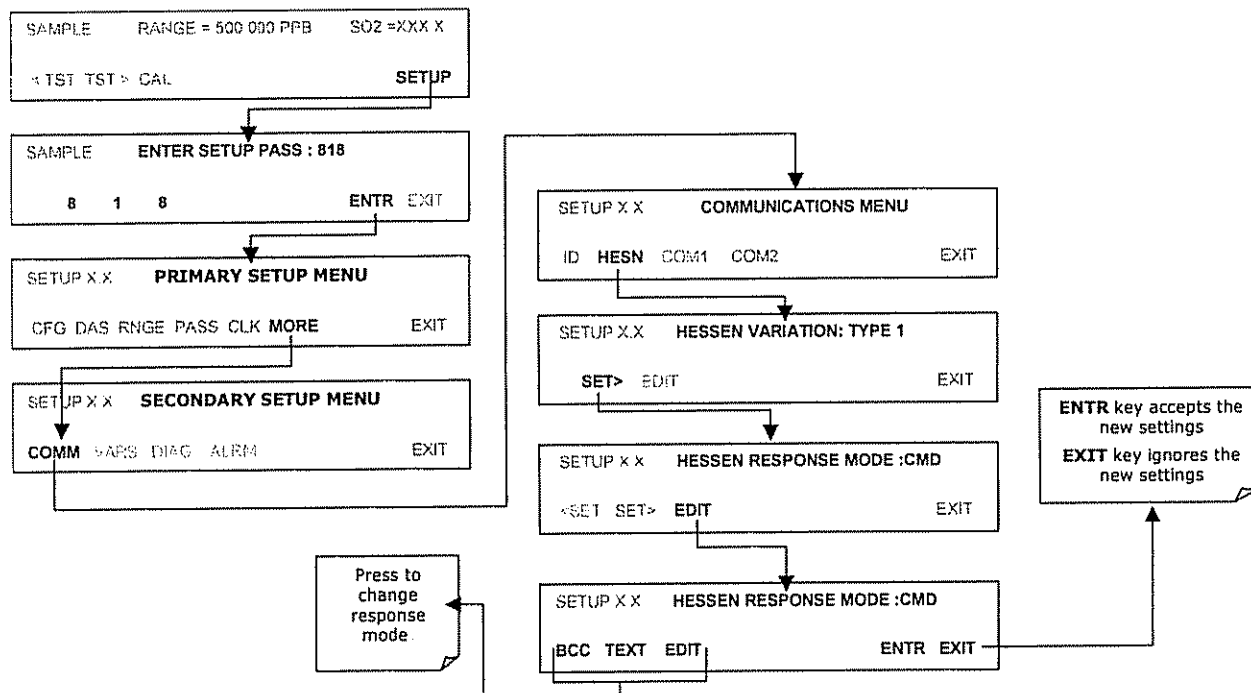 SAMPLE RANGE = 500 000 PPB SO2 =XXX X
< TST TST > CAL SETUP
SAMPLE ENTER SETUP PASS : 818
8 1 8 ENTR EXIT
SETUP X.X PRIMARY SETUP MENU
CFG DAS RNGE PASS CLK MORE EXIT
SETUP X X SECONDARY SETUP MENU
COMM VARS DIAG ALRM EXIT
SETUP X X COMMUNICATIONS MENU
ID HESN COM1 COM2 EXIT
SETUP X.X HESSEN VARIATION: TYPE 1
SET> EDIT EXIT
SETUP X X HESSEN RESPONSE MODE :CMD
<SET SET> EDIT EXIT
SETUP X X HESSEN RESPONSE MODE :CMD
BCC TEXT EDIT ENTR EXIT
ENTR key accepts the
new settings
EXIT key ignores the
new settings
Press to
change
response
mode